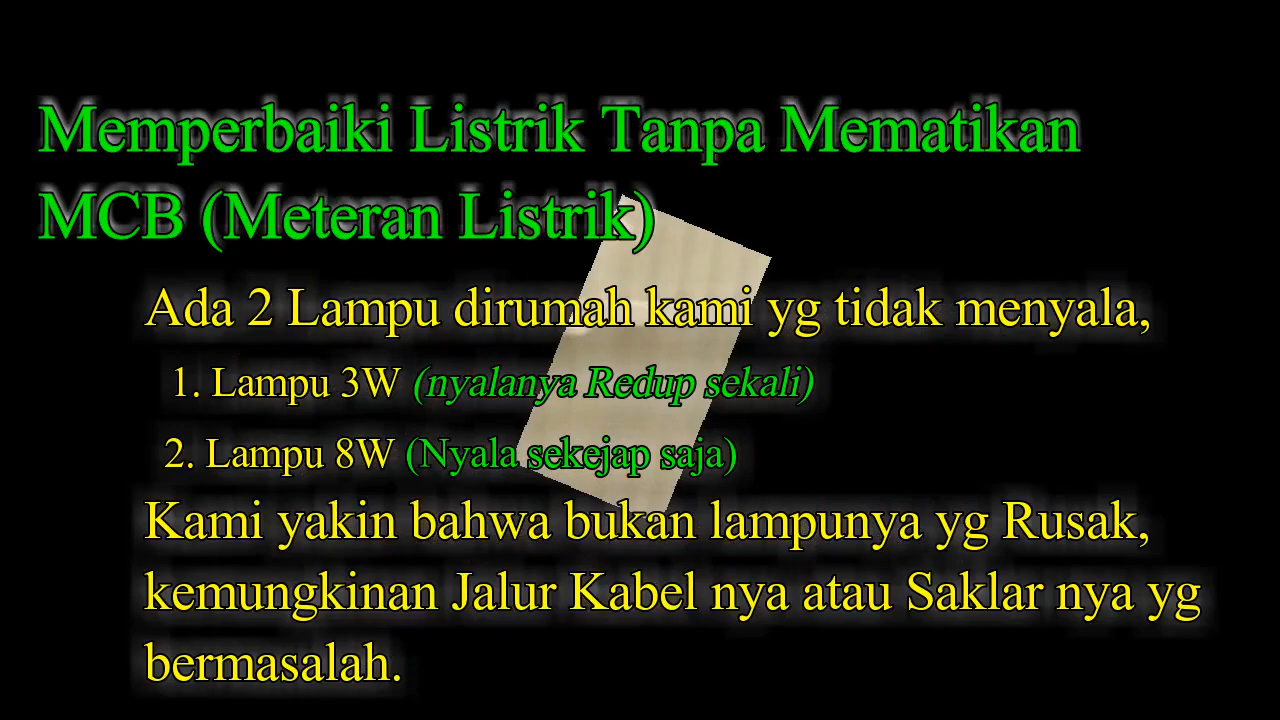 Memperbaiki Listrik Tanpa Mematikan
MCB (Meteran Listrik)
Ada 2 Lampu dirumah kami yg tidak menyala,
1. Lampu 3W (nyalanya Redup sekali)
2. Lampu 8W (Nyala sekejap saja)
Kami yakin bahwa bukan lampunya yg Rusak,
kemungkinan Jalur Kabel nya atau Saklar nya yg
bermasalah.